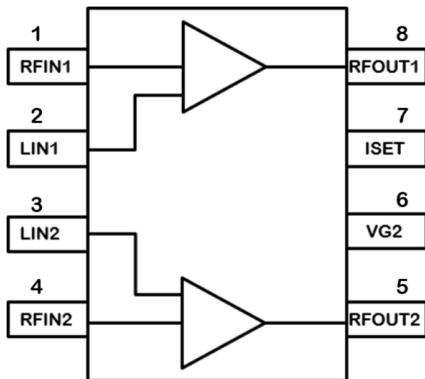 1
RFIN1
2
LIN1
3
LIN2
4
RFIN2
8
RFOUT1
7
ISET
6
VG2
5
RFOUT2